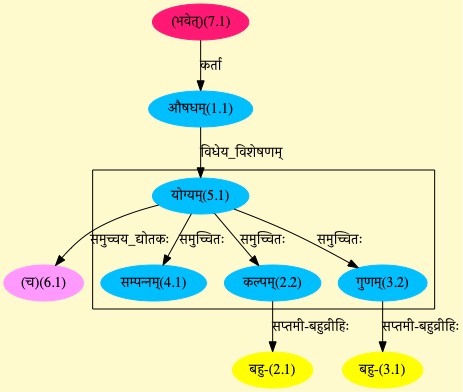 (भवेत्)(7.1)
कर्ता
औषधम्(1.1)
विधेय_विशेषणम्
योग्यम्(5.1)
समुच्चय_द्योतकः समुच्चितः समुच्चितः समुच्चितः
(च)(6.1) सम्पन्नम्(4.1) कल्पम्(2.2) गुणम्(3.2)
सप्तमी-बहुव्रीहिः सप्तमी-बहुव्रीहिः
बहु-(2.1) बहु-(3.1)